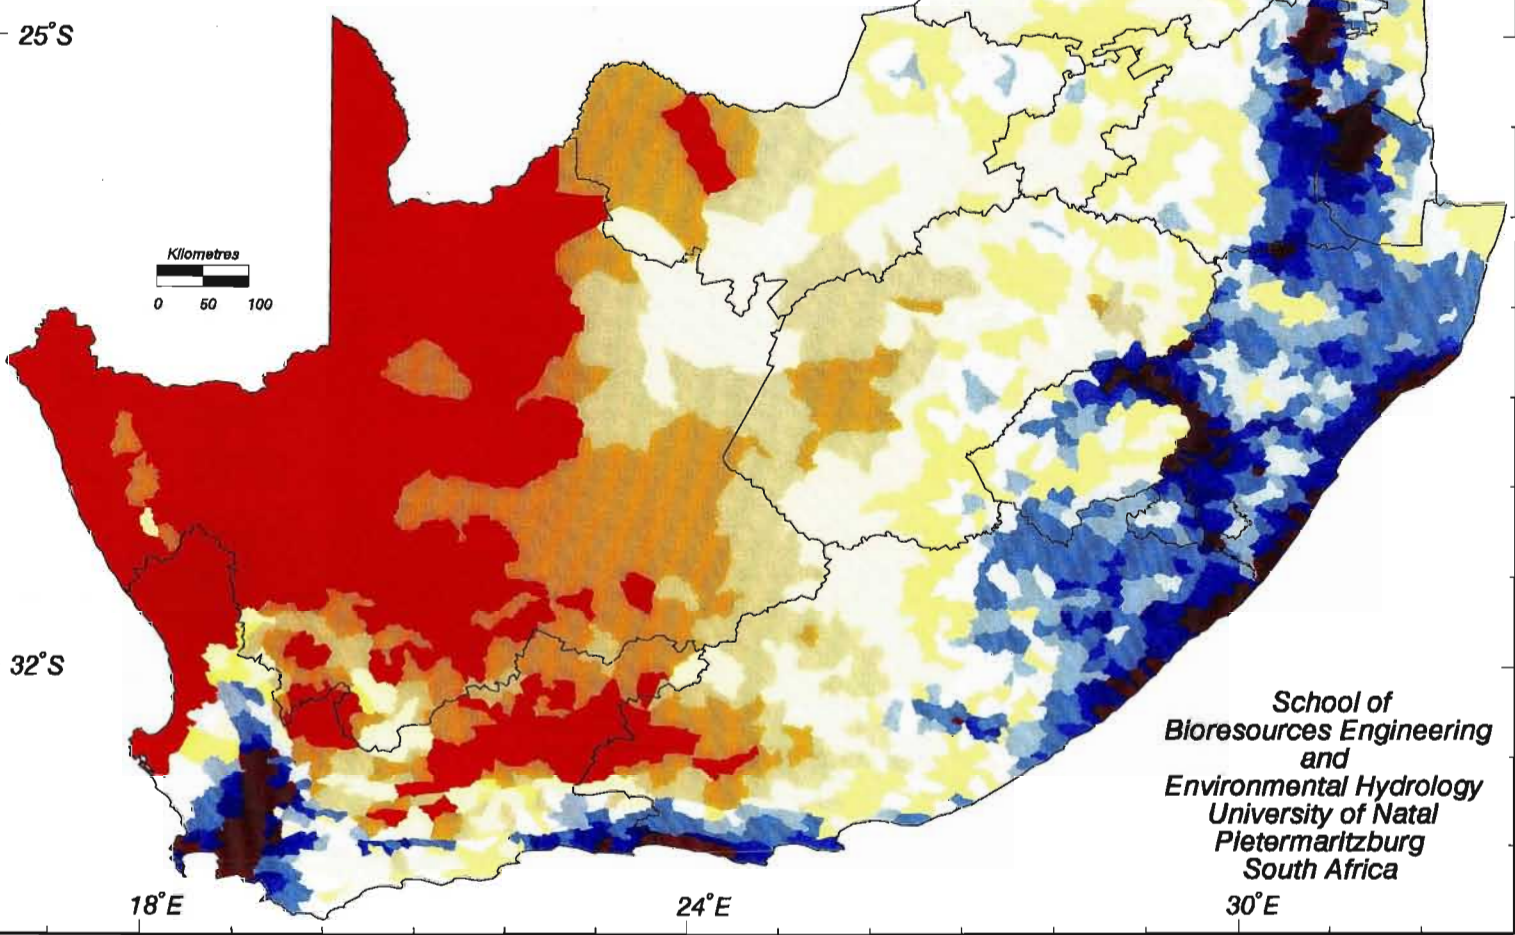 25°S
Kilometres
0 50 100
32°S
School of
Bioresources Engineering
and
Environmental Hydrology
University of Natal
Pietermaritzburg
South Africa
18°E 24°E 30°E